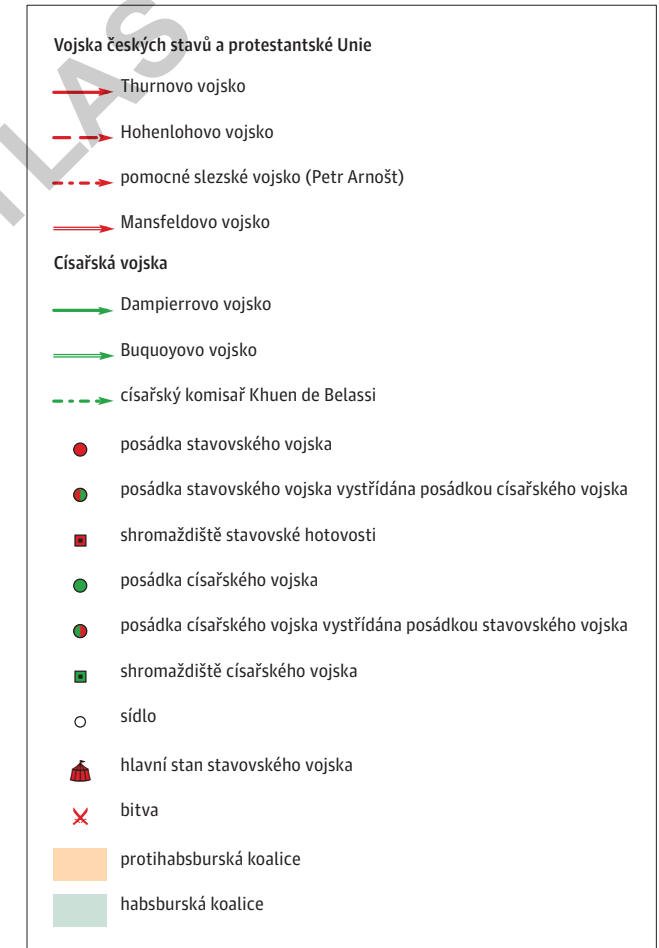 TLAS
Vojska českých stavů a protestantské Unie
Thurnovo vojsko
Hohenlohovo vojsko
pomocné slezské vojsko (Petr Arnošt)
Mansfeldovo vojsko
Císařská vojska
Dampierrovo vojsko
Buquoyovo vojsko
císařský komisař Khuen de Belassi
posádka stavovského vojska
posádka stavovského vojska vystřídána posádkou císařského vojska
shromaždiště stavovské hotovosti
posádka císařského vojska
posádka císařského vojska vystřídána posádkou stavovského vojska
shromaždiště císařského vojska
sídlo
hlavní stan stavovského vojska
bitva
protihabsburská koalice
habsburská koalice